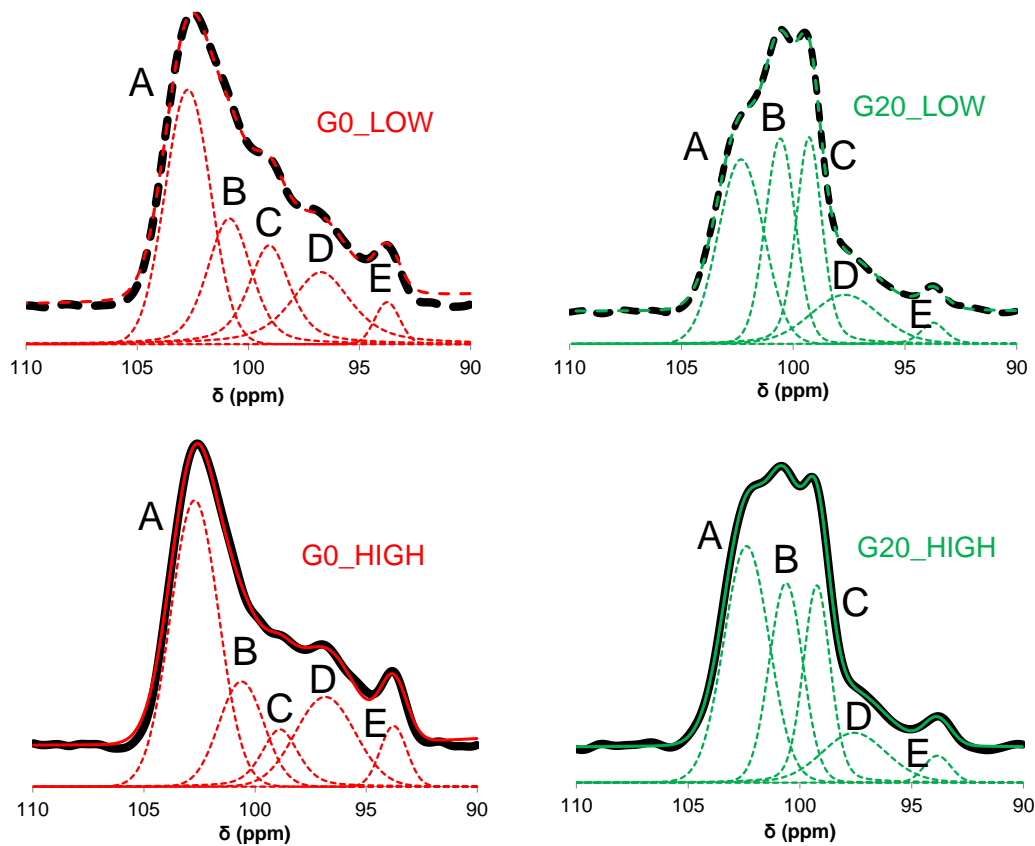 A
B
C
D
E
G0_LOW
110
105
100
95
90
δ (ppm)
A
B
C
D
E
G20_LOW
110
105
100
95
90
δ (ppm)
A
B
C
D
E
G0_HIGH
110
105
100
95
90
δ (ppm)
A
B
C
D
E
G20_HIGH
110
105
100
95
90
δ (ppm)